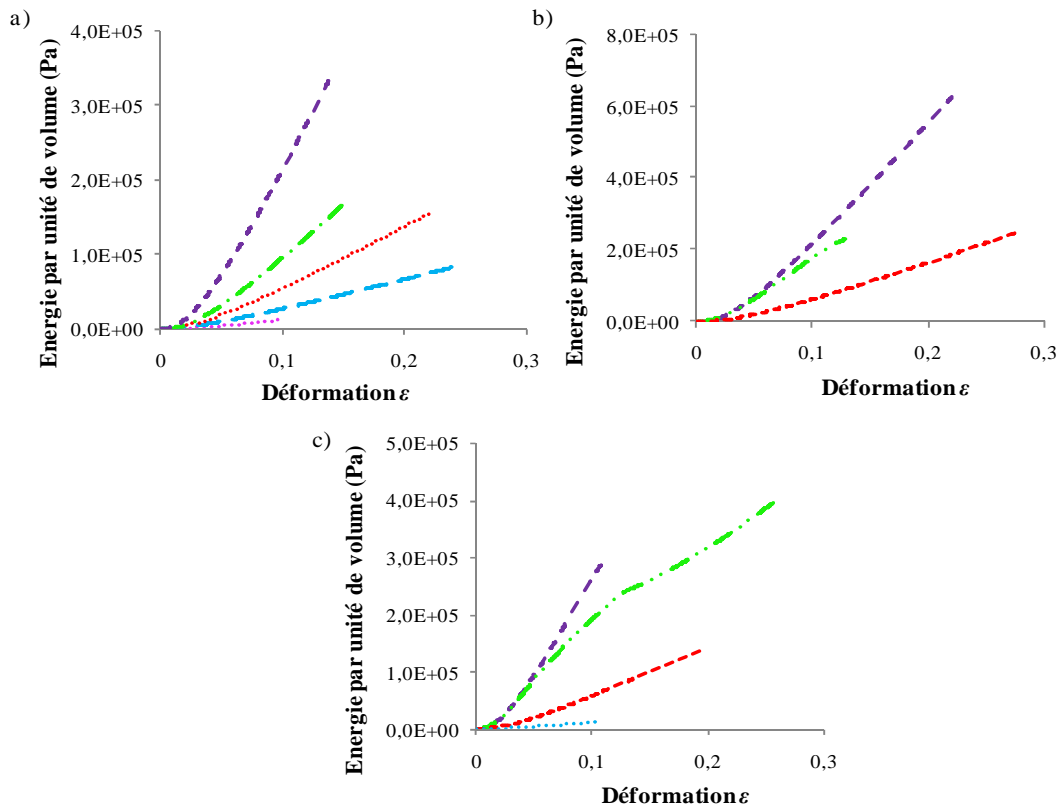 a)
Energie par unité de volume (Pa)
4,0E+05
3,0E+05
2,0E+05
1,0E+05
0,0E+00
0
0,1
0,2
0,3
Déformation ε
b)
Energie par unité de volume (Pa)
8,0E+05
6,0E+05
4,0E+05
2,0E+05
0,0E+00
0
0,1
0,2
0,3
Déformation ε
c)
Energie par unité de volume (Pa)
5,0E+05
4,0E+05
3,0E+05
2,0E+05
1,0E+05
0,0E+00
0
0,1
0,2
0,3
Déformation ε